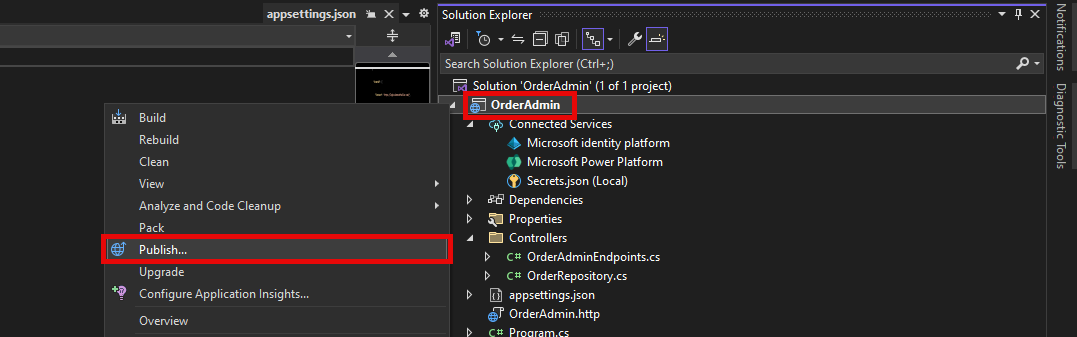 appsettings.json
Solution Explorer
Search Solution Explorer (Ctrl+;)
Solution 'OrderAdmin' (1 of 1 project)
OrderAdmin
Connected Services
Microsoft identity platform
Microsoft Power Platform
Secrets.json (Local)
Dependencies
Properties
Controllers
C# OrderAdminEndpoints.cs
C# OrderRepository.cs
appsettings.json
OrderAdmin.http
C# Program.cs
Build
Rebuild
Clean
View
Analyze and Code Cleanup
Pack
Publish...
Upgrade
Configure Application Insights...
Overview
Notifications
Diagnostic Tools